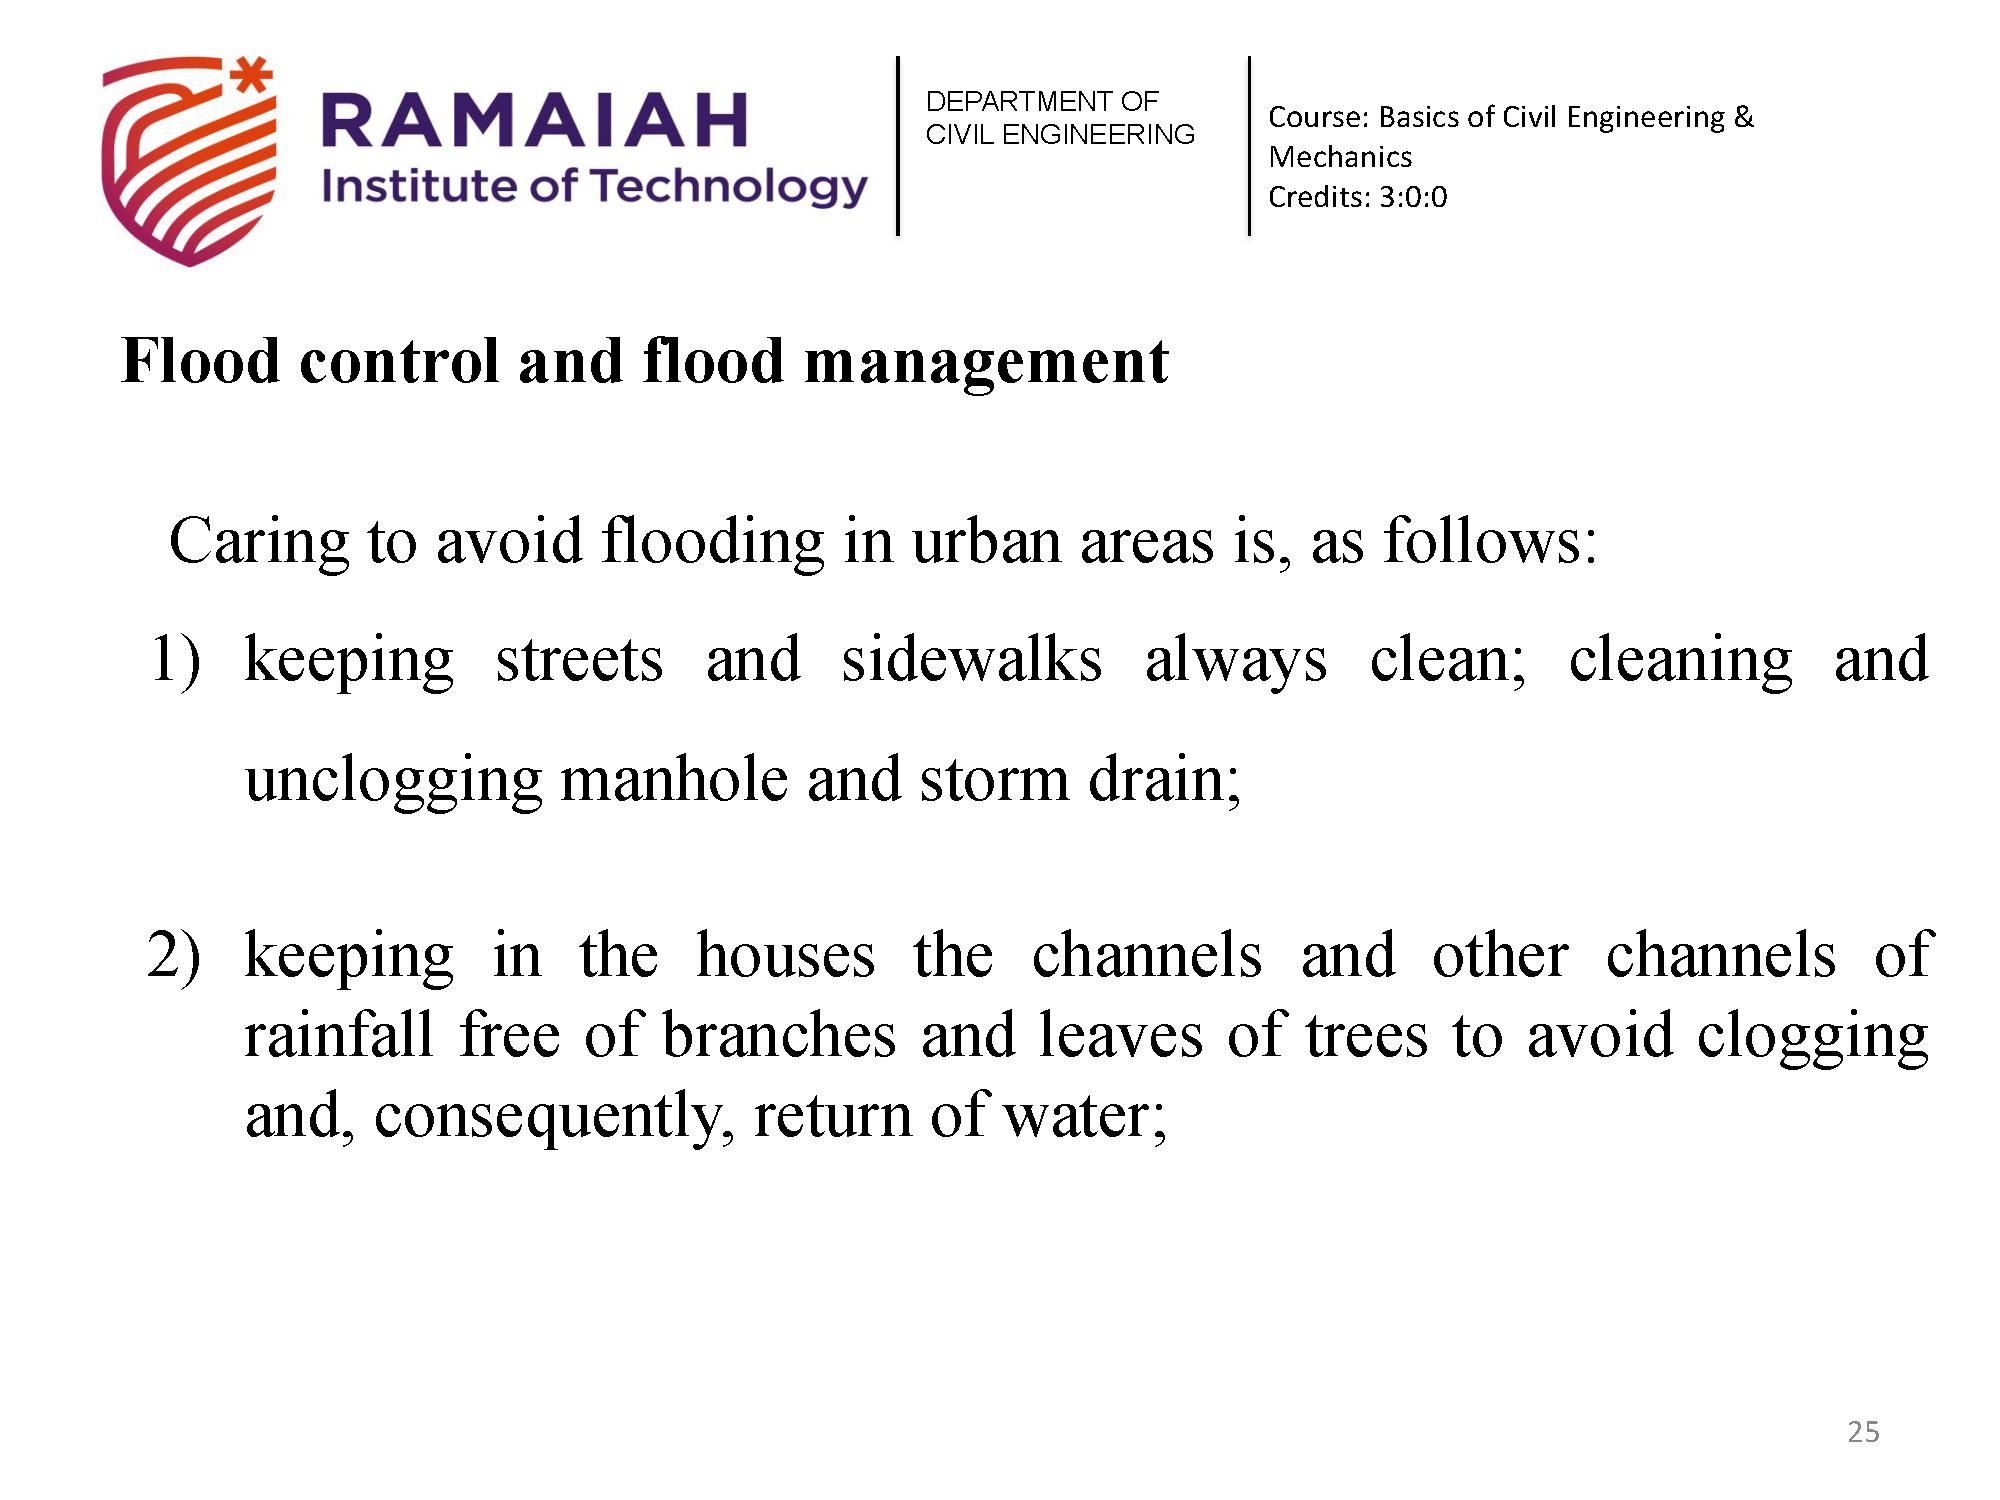 RAMAIAH
Institute of Technology
DEPARTMENT OF
CIVIL ENGINEERING
Course: Basics of Civil Engineering &
Mechanics
Credits: 3:0:0
Flood control and flood management
Caring to avoid flooding in urban areas is, as follows:
1) keeping streets and sidewalks always clean; cleaning and
unclogging manhole and storm drain;
2) keeping in the houses the channels and other channels of
rainfall free of branches and leaves of trees to avoid clogging
and, consequently, return of water;
25